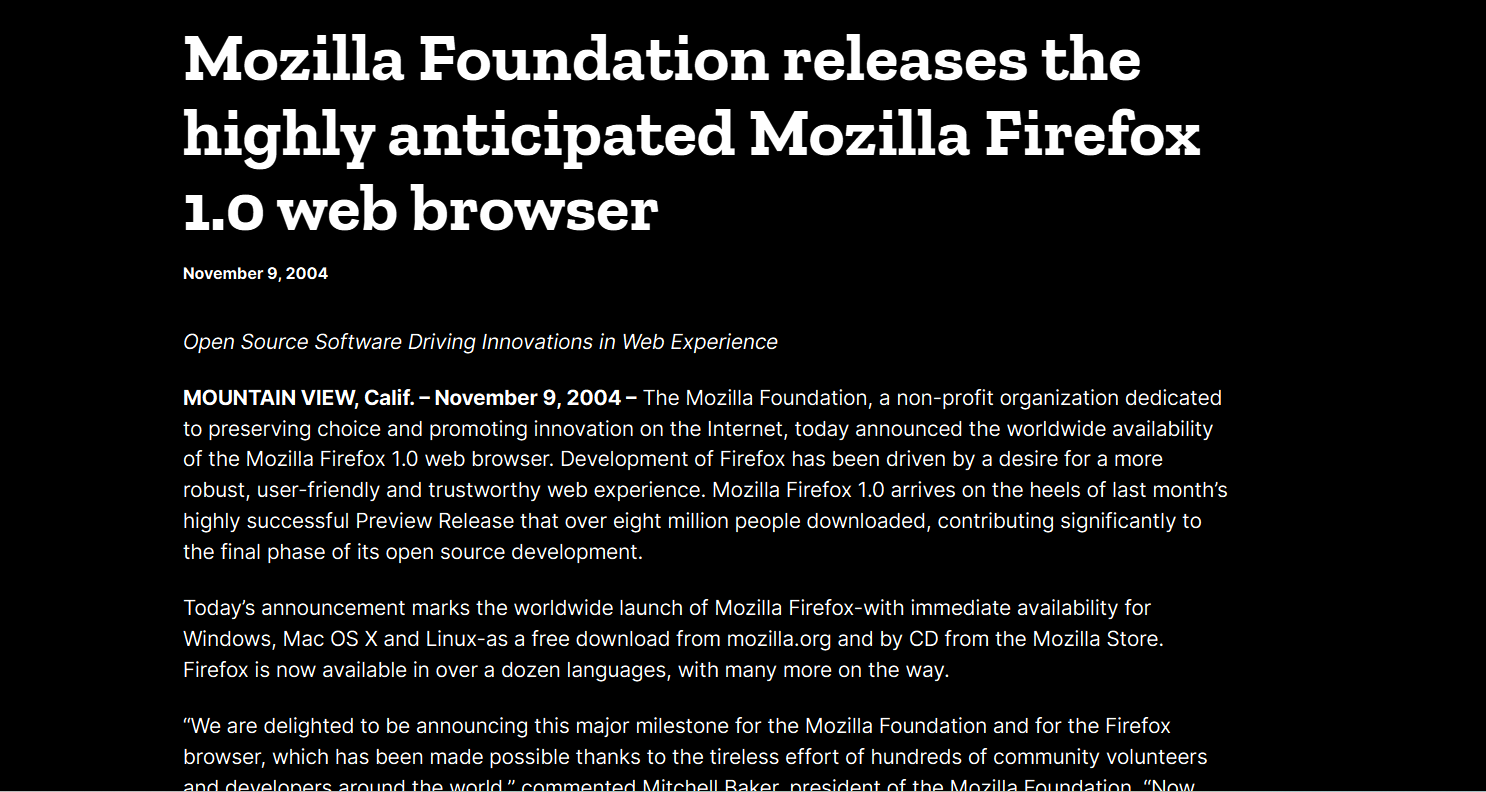 Mozilla Foundation releases the
highly anticipated Mozilla Firefox
1.0 web browser
November 9, 2004
Open Source Software Driving Innovations in Web Experience
MOUNTAIN VIEW, Calif. – November 9, 2004 – The Mozilla Foundation, a non-profit organization dedicated
to preserving choice and promoting innovation on the Internet, today announced the worldwide availability
of the Mozilla Firefox 1.0 web browser. Development of Firefox has been driven by a desire for a more
robust, user-friendly and trustworthy web experience. Mozilla Firefox 1.0 arrives on the heels of last month’s
highly successful Preview Release that over eight million people downloaded, contributing significantly to
the final phase of its open source development.
Today’s announcement marks the worldwide launch of Mozilla Firefox-with immediate availability for
Windows, Mac OS X and Linux-as a free download from mozilla.org and by CD from the Mozilla Store.
Firefox is now available in over a dozen languages, with many more on the way.
“We are delighted to be announcing this major milestone for the Mozilla Foundation and for the Firefox
browser, which has been made possible thanks to the tireless effort of hundreds of community volunteers
and developers around the world,” commented Mitchell Baker, president of the Mozilla Foundation. “Now